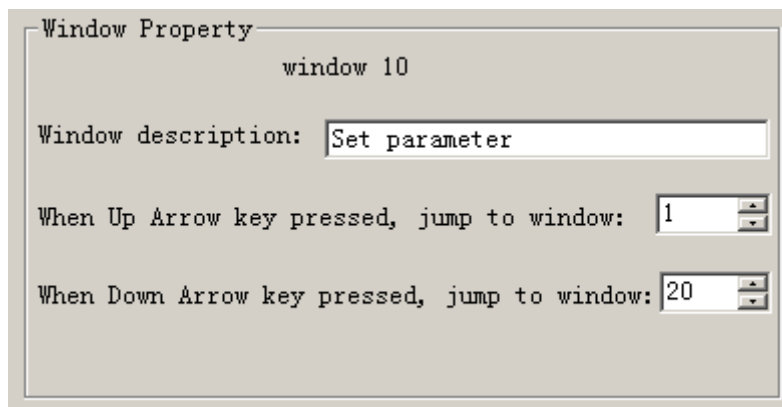 Window Property
window 10
Window description: Set parameter
When Up Arrow key pressed, jump to window: 1
When Down Arrow key pressed, jump to window: 20